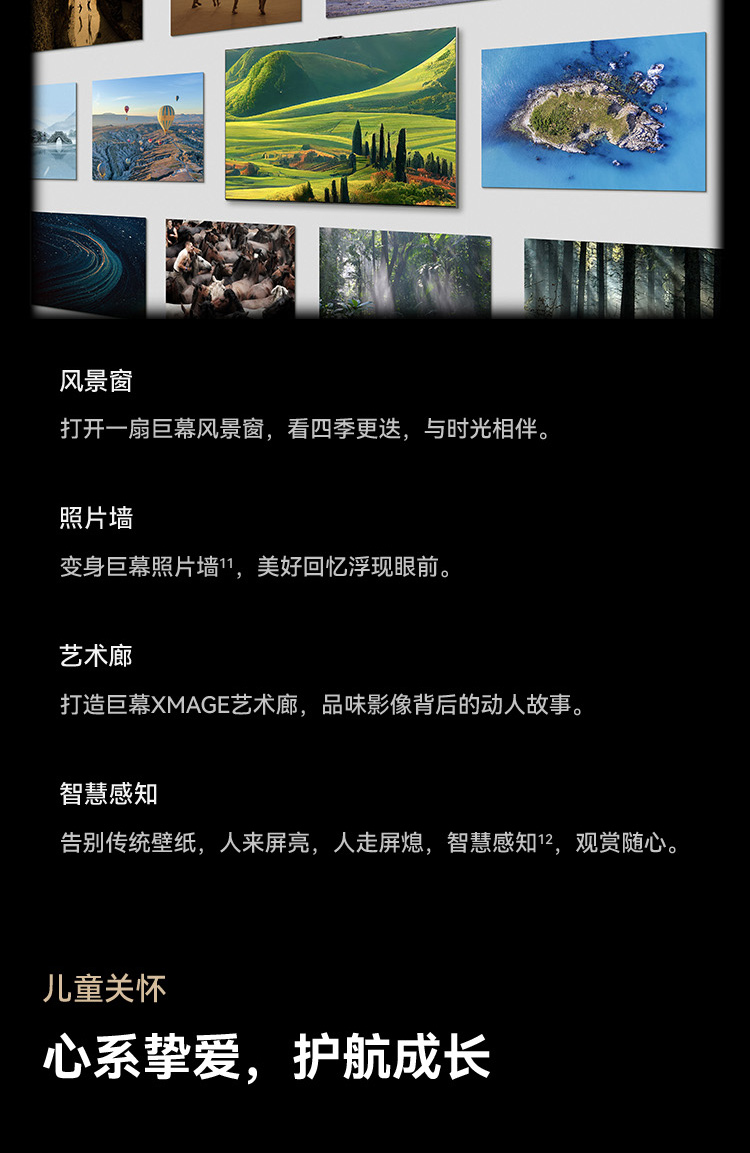 风景窗
打开一扇巨幕风景窗，看四季更迭，与时光相伴。
照片墙
变身巨幕照片墙¹¹，美好回忆浮现眼前。
艺术廊
打造巨幕XMAGE艺术廊，品味影像背后的动人故事。
智慧感知
告别传统壁纸，人来屏亮，人走屏熄，智慧感知¹²，观赏随心。
儿童关怀
心系挚爱，护航成长